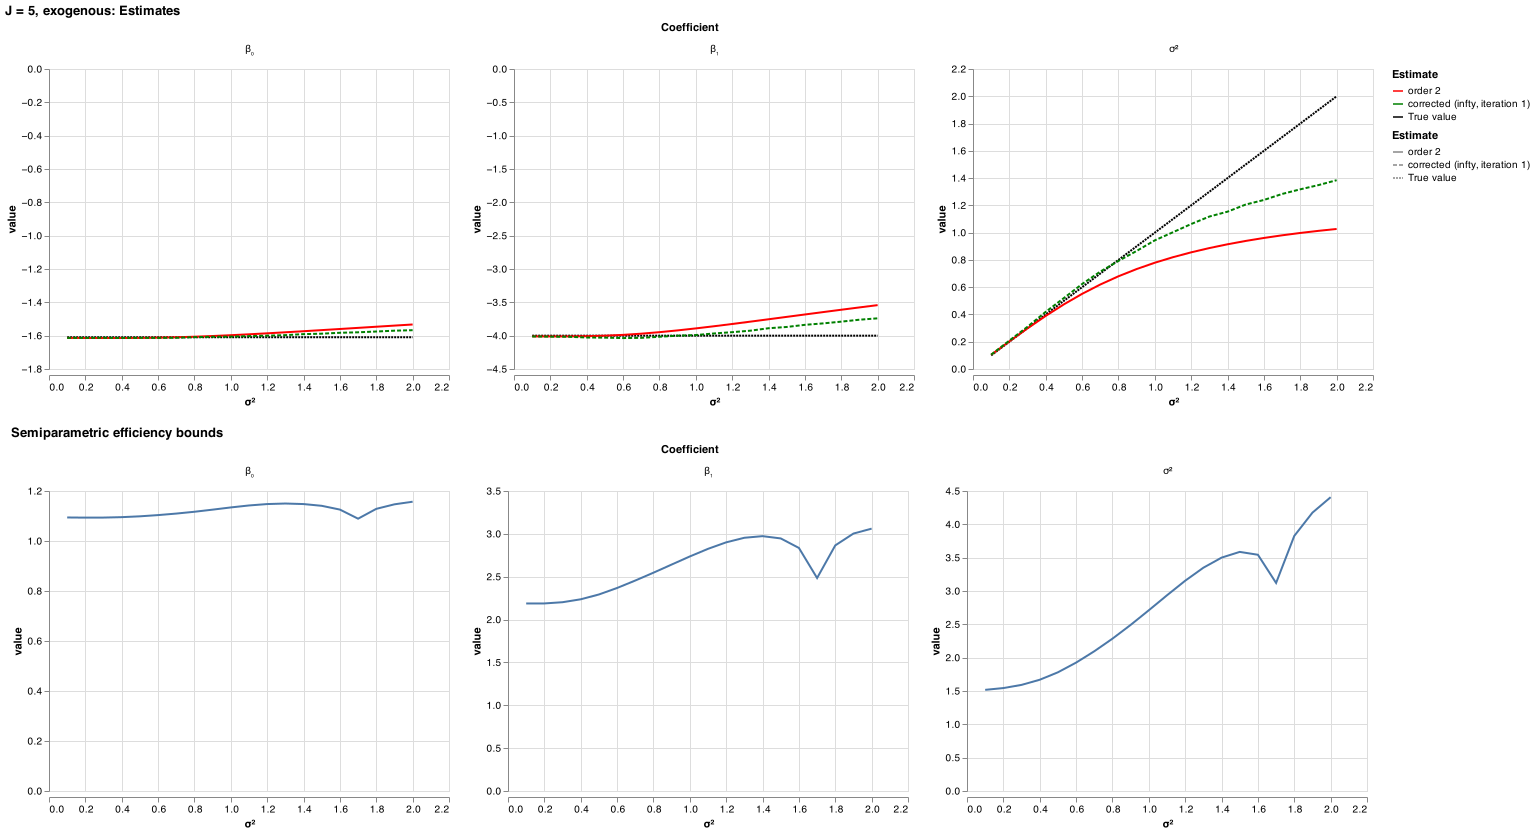 J = 5, exogenous: Estimates
Coefficient
β₀
β₁
σ²
0.0
−0.2
−0.4
−0.6
−0.8
−1.0
−1.2
−1.4
−1.6
−1.8
value
0.0 0.2 0.4 0.6 0.8 1.0 1.2 1.4 1.6 1.8 2.0 2.2
σ²
0.0
−0.5
−1.0
−1.5
−2.0
−2.5
−3.0
−3.5
−4.0
−4.5
value
0.0 0.2 0.4 0.6 0.8 1.0 1.2 1.4 1.6 1.8 2.0 2.2
σ²
2.2
2.0
1.8
1.6
1.4
1.2
1.0
0.8
0.6
0.4
0.2
0.0
value
0.0 0.2 0.4 0.6 0.8 1.0 1.2 1.4 1.6 1.8 2.0 2.2
σ²
Estimate
order 2
corrected (infty, iteration 1)
True value
Estimate
order 2
corrected (infty, iteration 1)
True value
Semiparametric efficiency bounds
Coefficient
β₀
β₁
σ²
1.2
1.0
0.8
0.6
0.4
0.2
0.0
value
0.0 0.2 0.4 0.6 0.8 1.0 1.2 1.4 1.6 1.8 2.0 2.2
σ²
3.5
3.0
2.5
2.0
1.5
1.0
0.5
0.0
value
0.0 0.2 0.4 0.6 0.8 1.0 1.2 1.4 1.6 1.8 2.0 2.2
σ²
4.5
4.0
3.5
3.0
2.5
2.0
1.5
1.0
0.5
0.0
value
0.0 0.2 0.4 0.6 0.8 1.0 1.2 1.4 1.6 1.8 2.0 2.2
σ²